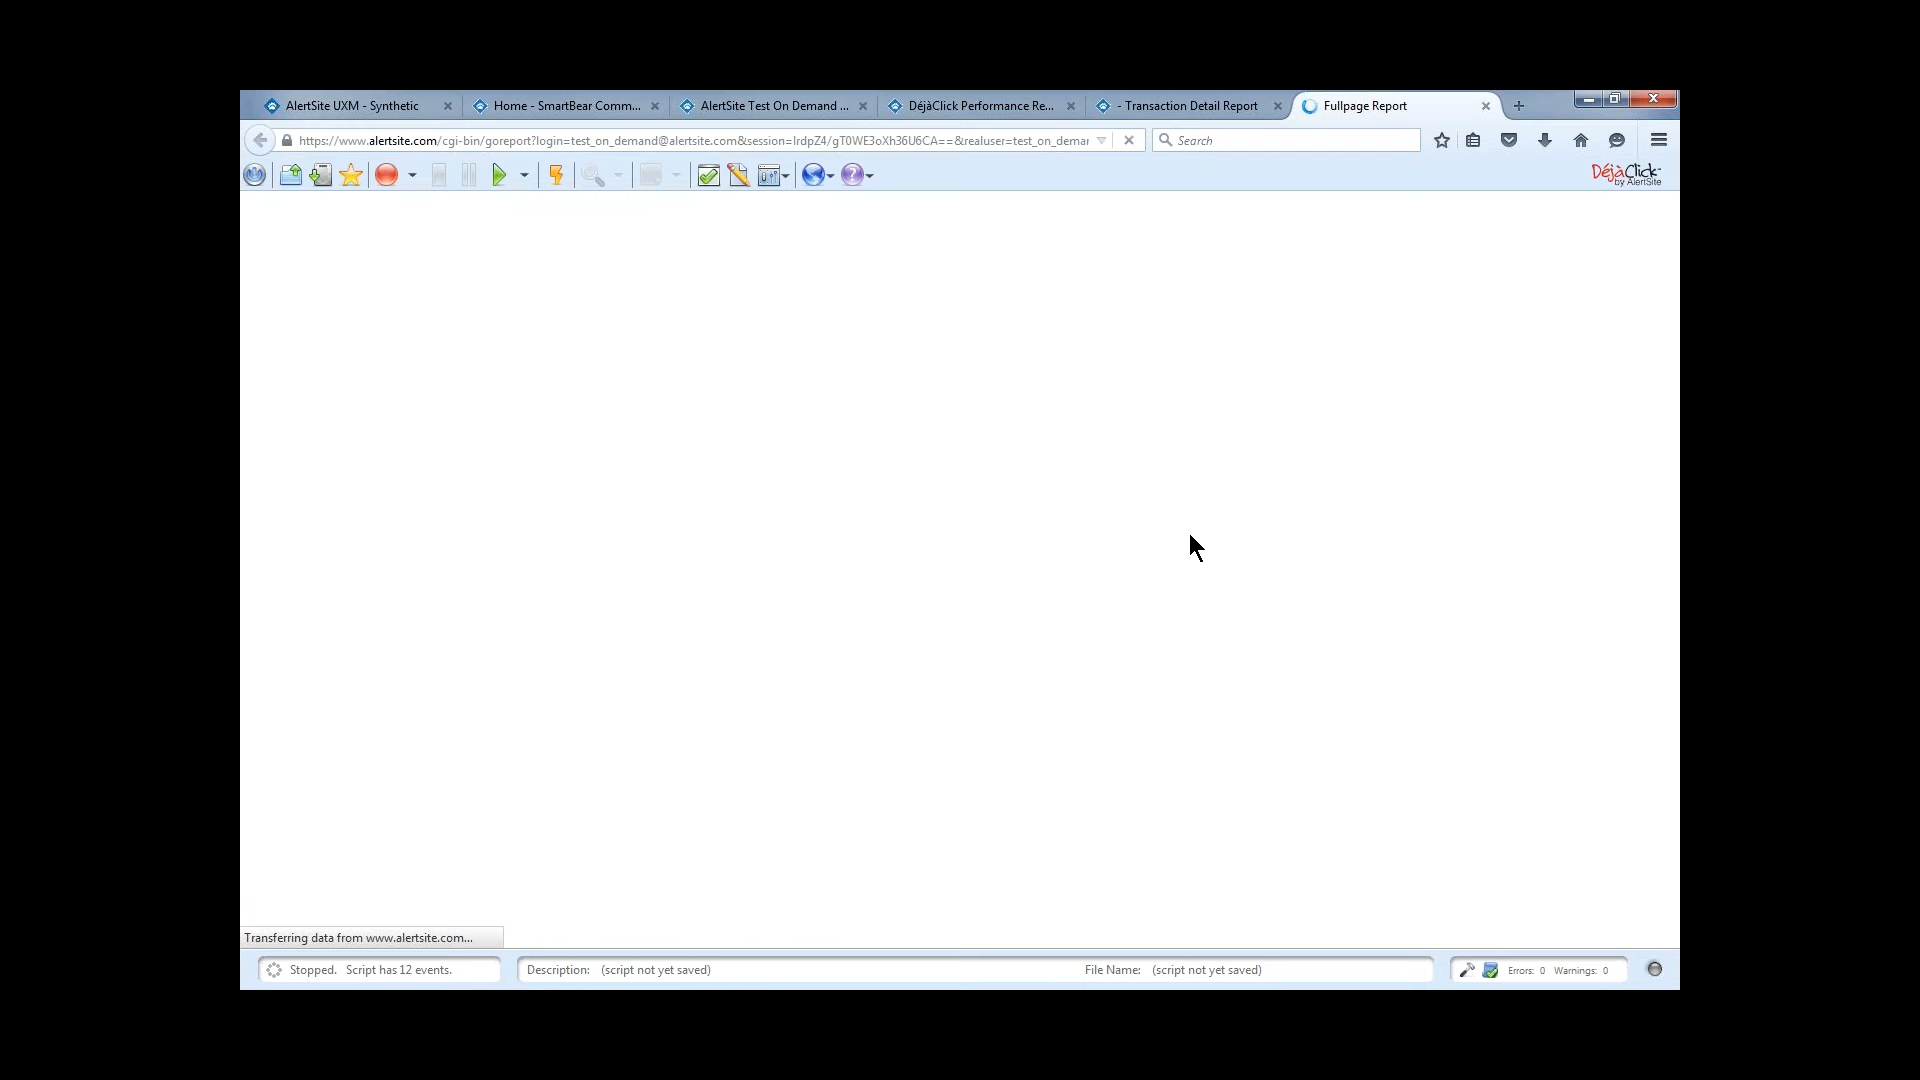 AlertSite UXM - Synthetic
Home - SmartBear Comm...
AlertSite Test On Demand ...
DéjàClick Performance Re...
- Transaction Detail Report
Fullpage Report
https://www.alertsite.com/cgi-bin/goreport?login=test_on_demand@alertsite.com&session=IrdpZ4/gT0WE3oXh36U6CA==&realuser=test_on_demar
Search
DéjàClick
by AlertSite
Transferring data from www.alertsite.com...
Stopped. Script has 12 events.
Description: (script not yet saved)
File Name: (script not yet saved)
Errors: 0 Warnings: 0